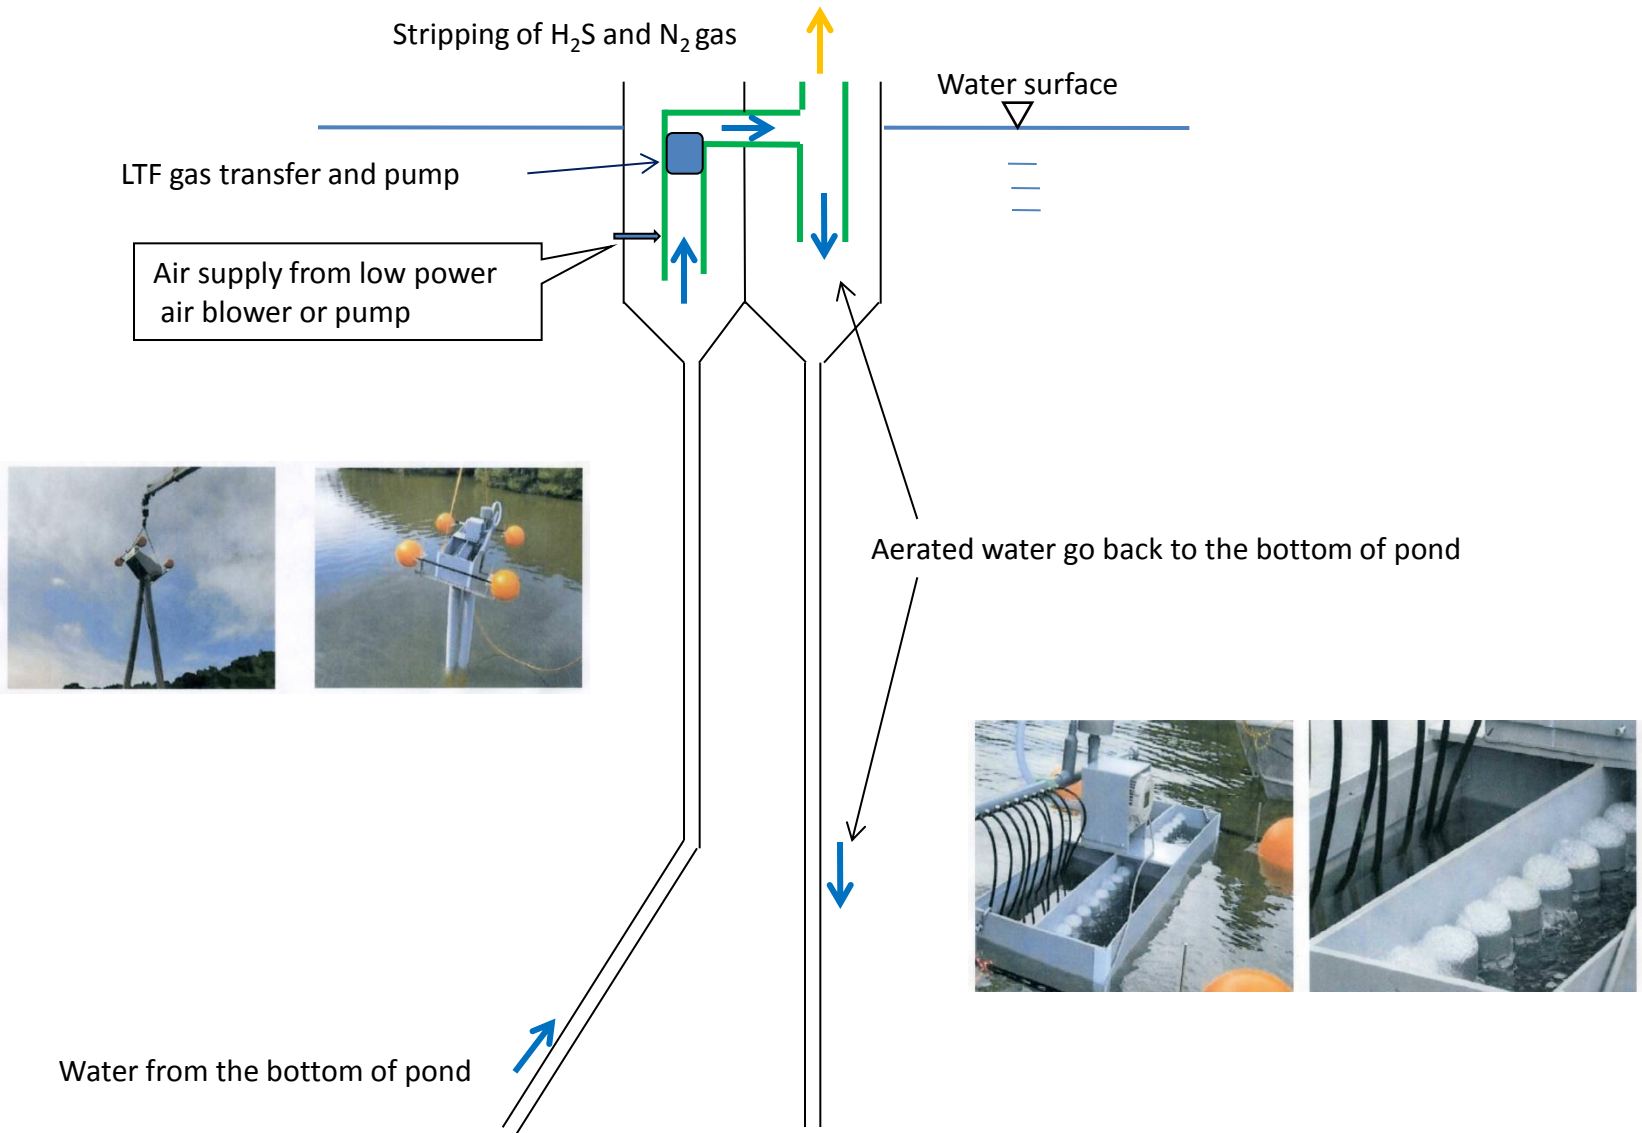 Stripping of H₂S and N₂ gas
Water surface
LTF gas transfer and pump
Air supply from low power
air blower or pump
Aerated water go back to the bottom of pond
Water from the bottom of pond